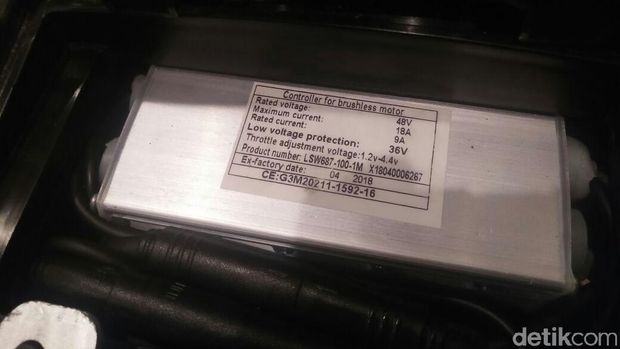 Controller for brushless motor
Rated voltage: 48V
Maximum current: 18A
Rated current: 9A
Low voltage protection: 36V
Throttle adjustment voltage:1.2v-4.4v
Product number: LSW687-100-1M X18040006267
Ex-factory date: 04 2018
CE:G3M20211-1592-16
detikcom